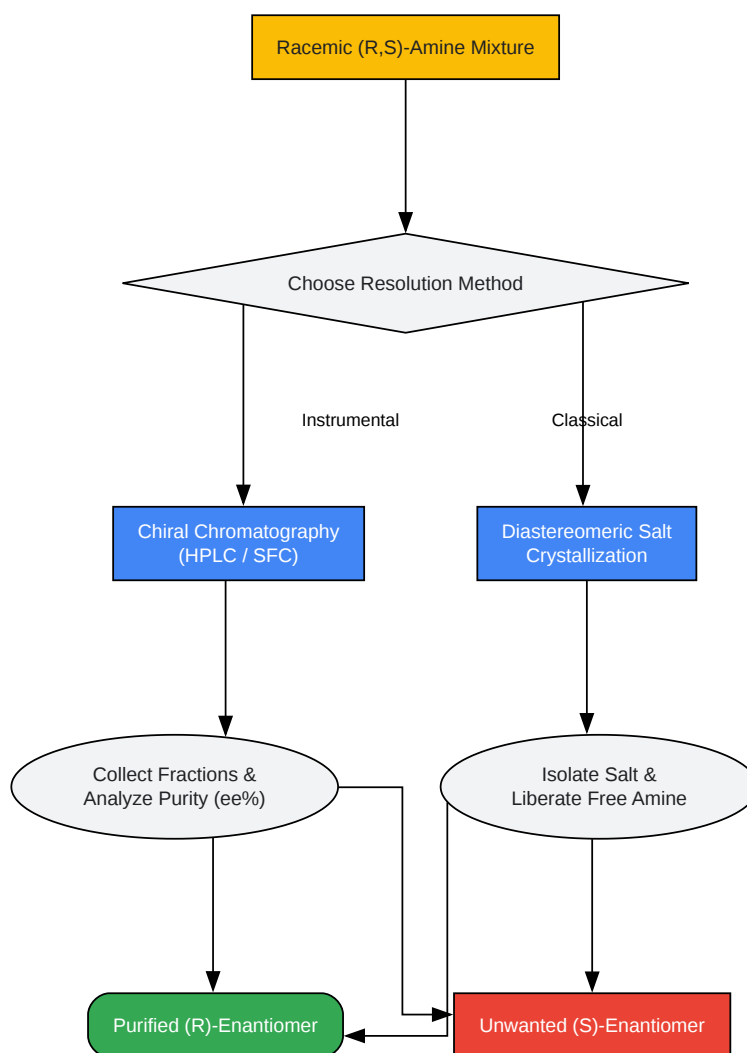 Racemic (R,S)-Amine Mixture
Choose Resolution Method
Instrumental
Classical
Chiral Chromatography
(HPLC / SFC)
Diastereomeric Salt
Crystallization
Collect Fractions &
Analyze Purity (ee%)
Isolate Salt &
Liberate Free Amine
Purified (R)-Enantiomer
Unwanted (S)-Enantiomer